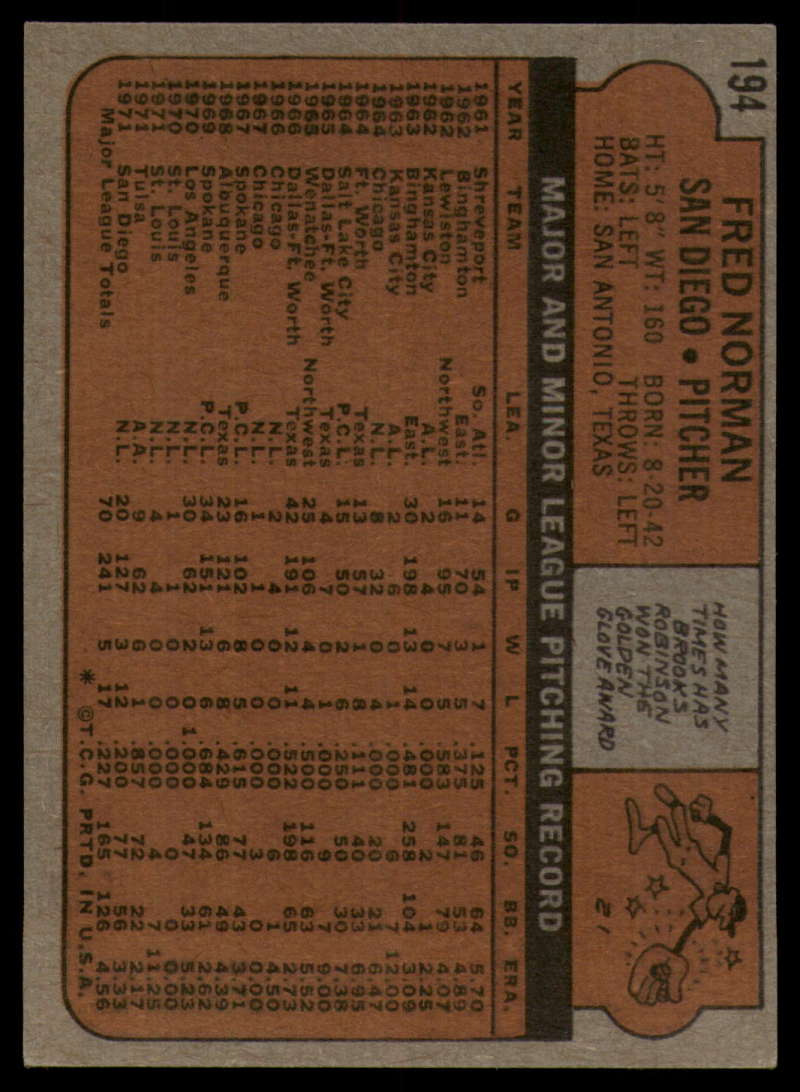 194
FRED NORMAN
SAN DIEGO • PITCHER
HT: 5'8" WT: 160 BORN: 8-20-42
BATS: LEFT THROWS: LEFT
HOME: SAN ANTONIO, TEXAS
HOW MANY
TIMES HAS
BROOKS
ROBINSON
WON THE
GOLDEN
GLOVE AWARD
MAJOR AND MINOR LEAGUE PITCHING RECORD
YEAR TEAM LEA. G IP W L PCT. SO. BB. ERA.
1961 Shreveport So. Atl. 14 54 1 7 .125 46 64 5.70
1962 Binghamton East. 11 70 3 5 .375 81 53 4.89
1962 Lewiston Northwest 16 95 7 5 .583 147 79 4.07
1962 Kansas City A.L. 2 4 0 0 .000 2 1 2.25
1963 Binghamton East. 30 198 13 14 .481 258 104 3.09
1963 Kansas City A.L. 2 6 0 1 .000 6 7 12.00
1964 Chicago N.L. 8 32 0 4 .000 20 21 6.47
1964 Ft. Worth Texas 13 57 1 8 .111 40 33 6.95
1964 Salt Lake City P.C.L. 15 50 2 6 .250 50 30 7.38
1965 Dallas-Ft. Worth Texas 4 7 0 1 .000 9 7 9.00
1965 Wenatchee Northwest 25 106 4 4 .500 116 63 5.52
1966 Dallas-Ft. Worth Texas 42 191 12 11 .522 198 65 2.73
1966 Chicago N.L. 2 4 0 0 .000 6 1 4.50
1967 Chicago N.L. 1 1 0 0 .000 3 0 0.00
1967 Spokane P.C.L. 16 102 8 5 .615 77 43 3.71
1968 Albuquerque Texas 23 121 6 8 .429 86 49 4.39
1969 Spokane P.C.L. 34 151 13 6 .684 134 61 2.62
1970 Los Angeles N.L. 30 62 2 0 1.000 47 33 5.23
1970 St. Louis N.L. 1 1 0 0 .000 0 0 0.00
1971 St. Louis N.L. 4 4 0 0 .000 4 7 11.25
1971 Tulsa A.A. 9 62 6 1 .857 72 22 2.17
1971 San Diego N.L. 20 127 3 12 .200 77 56 3.33
Major League Totals 70 241 5 17 .227 165 126 4.56
* ©T.C.G. PRTD. IN U.S.A.